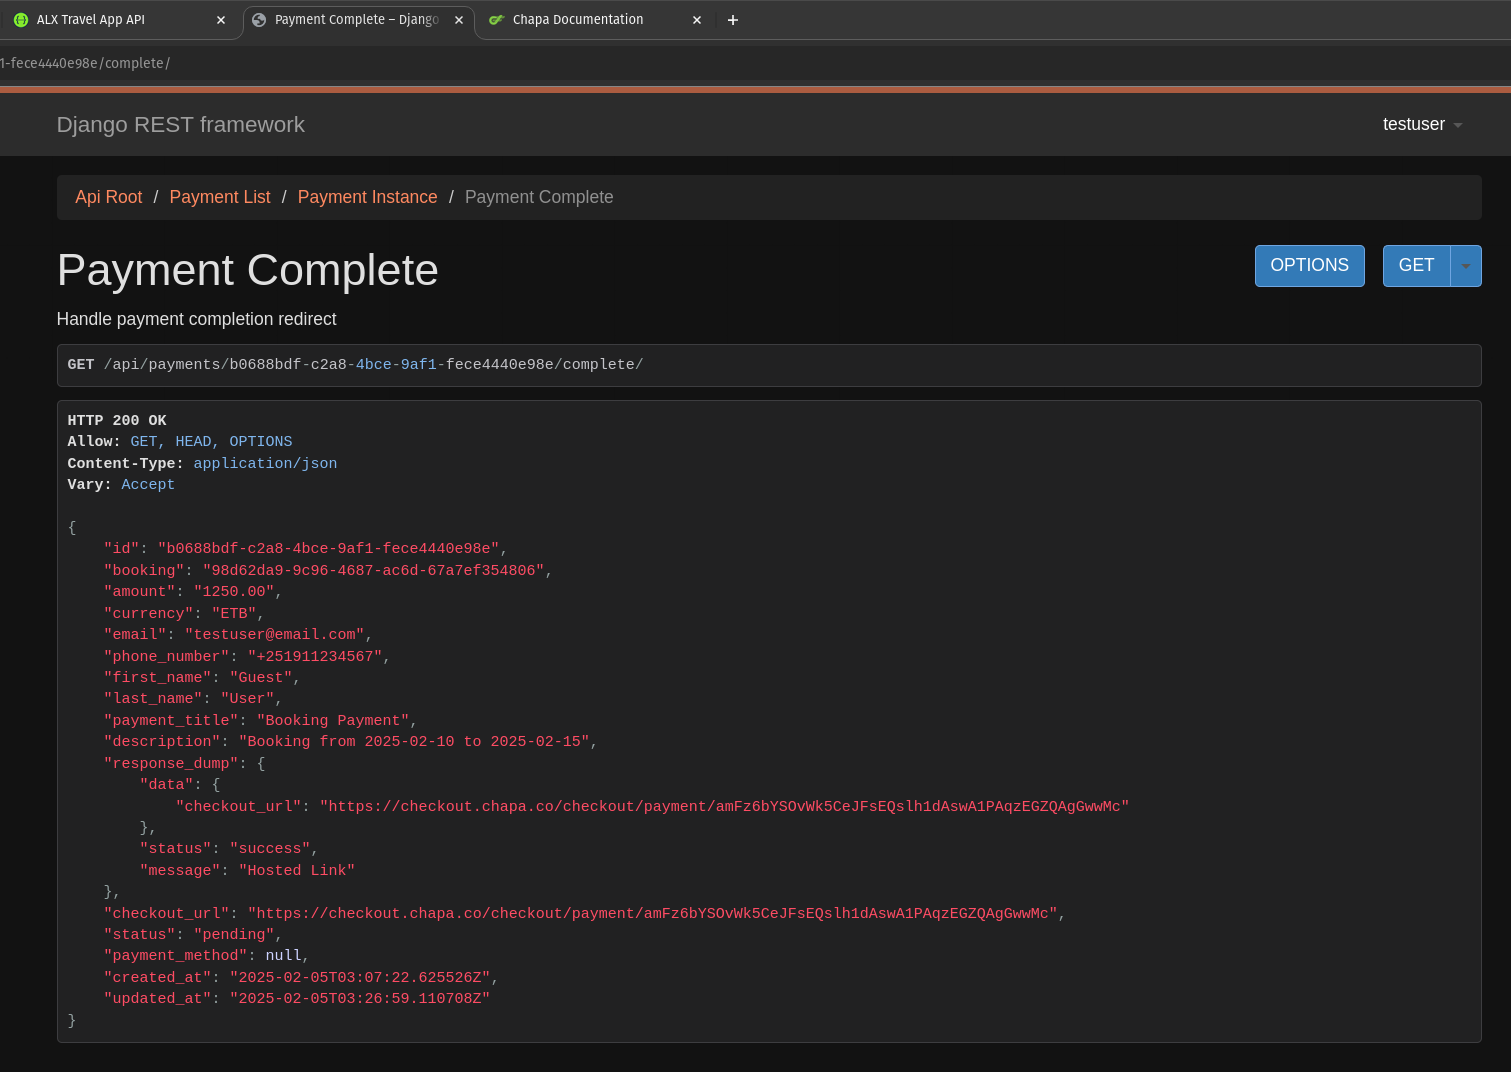 ALX Travel App API
Payment Complete – Django
Chapa Documentation
1-fece4440e98e/complete/
Django REST framework
testuser
Api Root / Payment List / Payment Instance / Payment Complete
Payment Complete
OPTIONS
GET
Handle payment completion redirect
GET /api/payments/b0688bdf-c2a8-4bce-9af1-fece4440e98e/complete/
HTTP 200 OK
Allow: GET, HEAD, OPTIONS
Content-Type: application/json
Vary: Accept
{
    "id": "b0688bdf-c2a8-4bce-9af1-fece4440e98e",
    "booking": "98d62da9-9c96-4687-ac6d-67a7ef354806",
    "amount": "1250.00",
    "currency": "ETB",
    "email": "testuser@email.com",
    "phone_number": "+251911234567",
    "first_name": "Guest",
    "last_name": "User",
    "payment_title": "Booking Payment",
    "description": "Booking from 2025-02-10 to 2025-02-15",
    "response_dump": {
        "data": {
            "checkout_url": "https://checkout.chapa.co/checkout/payment/amFz6bYSOvWk5CeJFsEQslh1dAswA1PAqzEGZQAgGwwMc"
        },
        "status": "success",
        "message": "Hosted Link"
    },
    "checkout_url": "https://checkout.chapa.co/checkout/payment/amFz6bYSOvWk5CeJFsEQslh1dAswA1PAqzEGZQAgGwwMc",
    "status": "pending",
    "payment_method": null,
    "created_at": "2025-02-05T03:07:22.625526Z",
    "updated_at": "2025-02-05T03:26:59.110708Z"
}